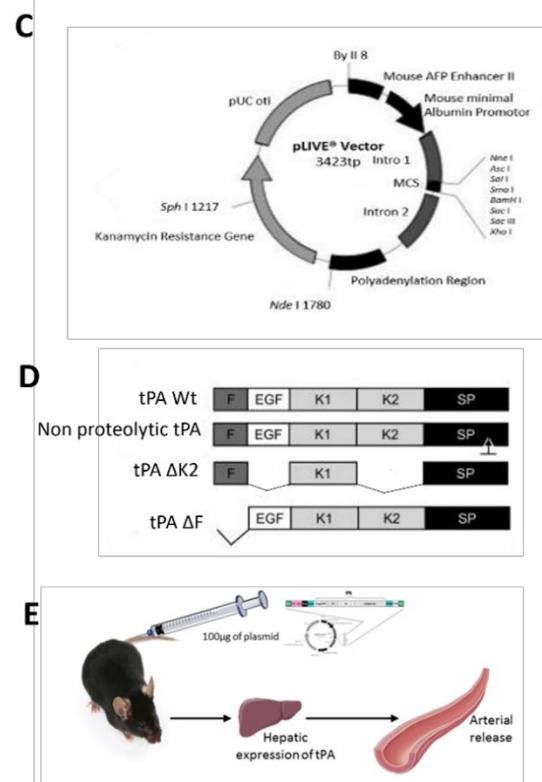 C
By II 8
Mouse AFP Enhancer II
Mouse minimal
Albumin Promotor
pUC otI
pLIVE® Vector
3423tp
Intro 1
MCS
Nne I
Asc I
Sal I
Sma I
BamH I
Sac I
Sac III
Xho I
Sph I 1217
Intron 2
Kanamycin Resistance Gene
Polyadenylation Region
Nde I 1780
D
tPA Wt F EGF K1 K2 SP
Non proteolytic tPA F EGF K1 K2 SP
tPA ΔK2 F K1 SP
tPA ΔF EGF K1 K2 SP
E
100µg of plasmid
Hepatic
expression of tPA
Arterial
release